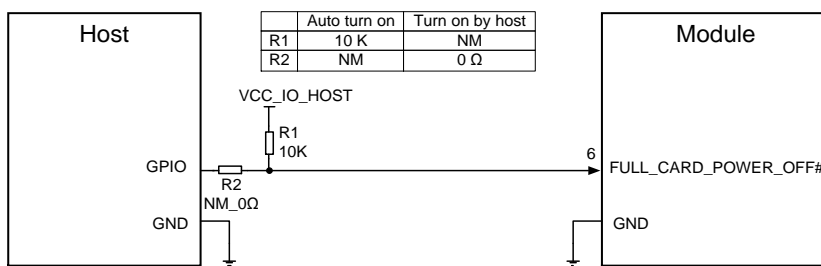 Host
Auto turn on Turn on by host
R1 10 K NM
R2 NM 0 Ω
Module
VCC_IO_HOST
R1
10K
GPIO
R2
NM_0Ω
6
FULL_CARD_POWER_OFF#
GND
GND